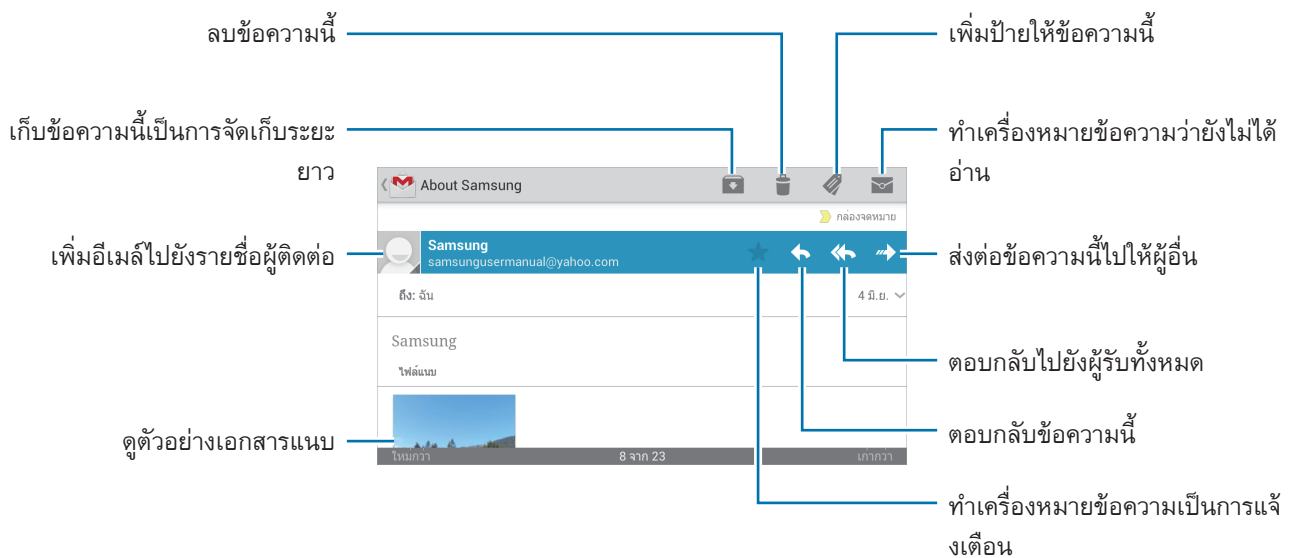 ลบข้อความนี้
เพิ่มป้ายให้ข้อความนี้
เก็บข้อความนี้เป็นการจัดเก็บระยะ
ยาว
ทำเครื่องหมายข้อความว่ายังไม่ได้
อ่าน
About Samsung
กล่องจดหมาย
เพิ่มอีเมล์ไปยังรายชื่อผู้ติดต่อ
Samsung
samsungusermanual@yahoo.com
ส่งต่อข้อความนี้ไปให้ผู้อื่น
ถึง: ฉัน
4 มิ.ย.
Samsung
ไฟล์แนบ
ตอบกลับไปยังผู้รับทั้งหมด
ดูตัวอย่างเอกสารแนบ
ตอบกลับข้อความนี้
ใหม่กว่า
8 จาก 23
เก่ากว่า
ทำเครื่องหมายข้อความเป็นการแจ้
งเตือน